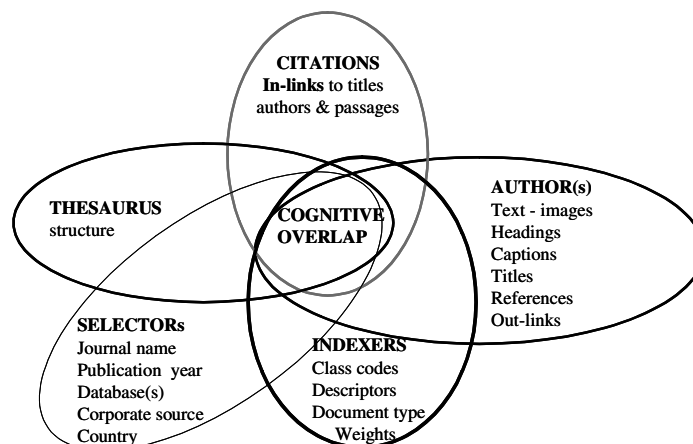 CITATIONS
In-links to titles
authors & passages
THESAURUS
structure
COGNITIVE
OVERLAP
AUTHOR(s)
Text - images
Headings
Captions
Titles
References
Out-links
SELECTORs
Journal name
Publication year
Database(s)
Corporate source
Country
INDEXERS
Class codes
Descriptors
Document type
Weights